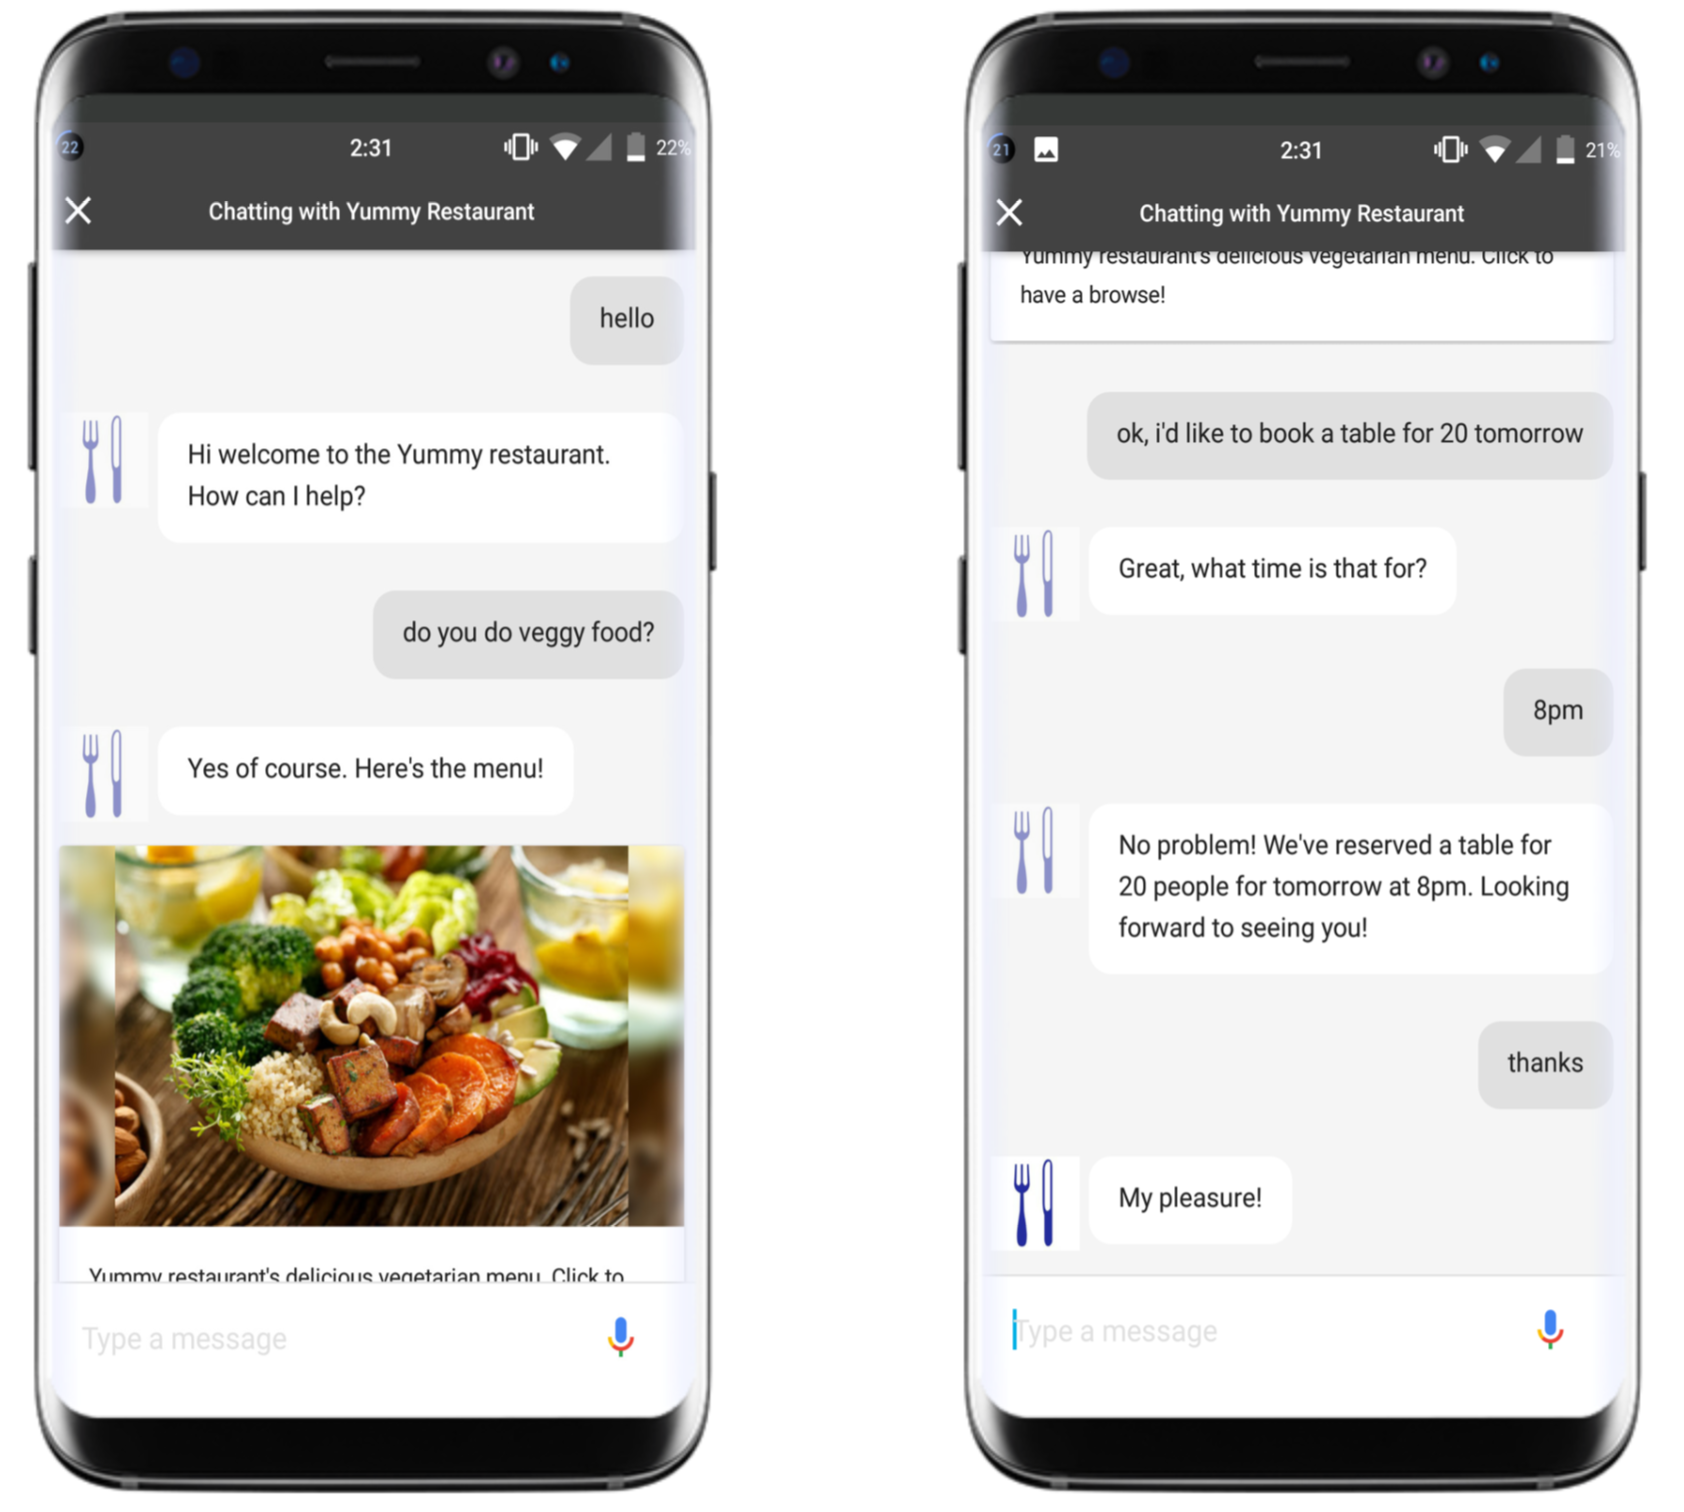 22
2:31
22%
Chatting with Yummy Restaurant
hello
Hi welcome to the Yummy restaurant.
How can I help?
do you do veggy food?
Yes of course. Here's the menu!
Yummy restaurant's delicious vegetarian menu. Click to
Type a message
21
2:31
21%
Chatting with Yummy Restaurant
Yummy restaurant's delicious vegetarian menu. Click to
have a browse!
ok, i'd like to book a table for 20 tomorrow
Great, what time is that for?
8pm
No problem! We've reserved a table for
20 people for tomorrow at 8pm. Looking
forward to seeing you!
thanks
My pleasure!
Type a message